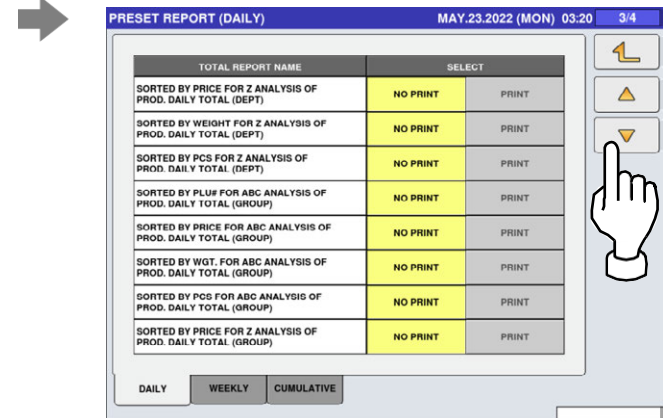 PRESET REPORT (DAILY) MAY.23.2022 (MON) 03:20 3/4
TOTAL REPORT NAME SELECT
SORTED BY PRICE FOR Z ANALYSIS OF
PROD. DAILY TOTAL (DEPT)
NO PRINT PRINT
SORTED BY WEIGHT FOR Z ANALYSIS OF
PROD. DAILY TOTAL (DEPT)
NO PRINT PRINT
SORTED BY PCS FOR Z ANALYSIS OF
PROD. DAILY TOTAL (DEPT)
NO PRINT PRINT
SORTED BY PLU# FOR ABC ANALYSIS OF
PROD. DAILY TOTAL (GROUP)
NO PRINT PRINT
SORTED BY PRICE FOR ABC ANALYSIS OF
PROD. DAILY TOTAL (GROUP)
NO PRINT PRINT
SORTED BY WGT. FOR ABC ANALYSIS OF
PROD. DAILY TOTAL (GROUP)
NO PRINT PRINT
SORTED BY PCS FOR ABC ANALYSIS OF
PROD. DAILY TOTAL (GROUP)
NO PRINT PRINT
SORTED BY PRICE FOR Z ANALYSIS OF
PROD. DAILY TOTAL (GROUP)
NO PRINT PRINT
DAILY WEEKLY CUMULATIVE